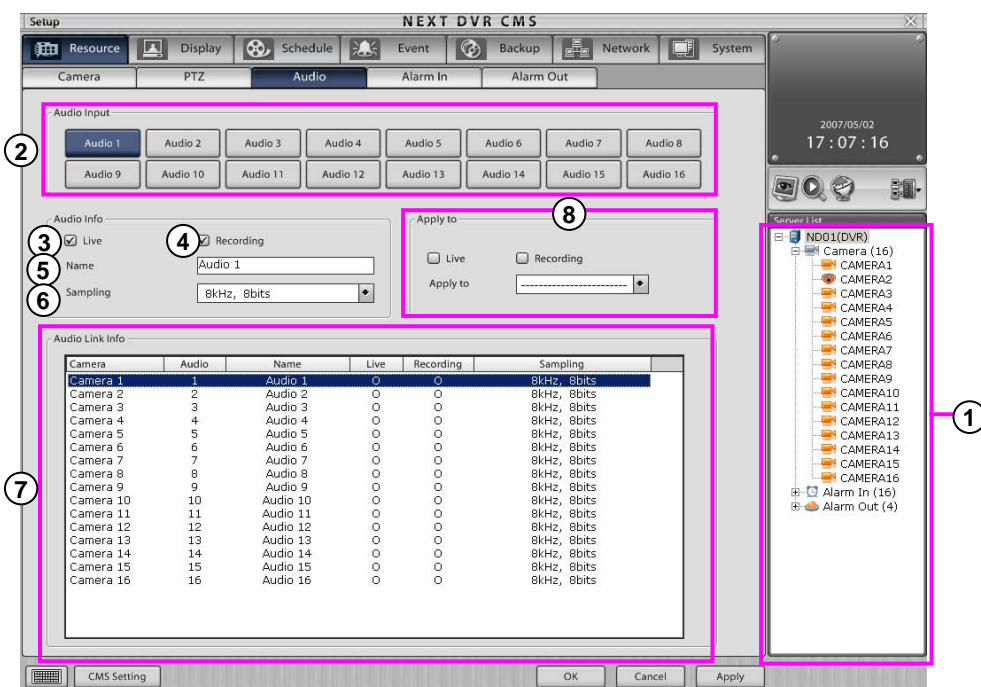 Setup NEXT DVR CMS
Resource Display Schedule Event Backup Network System
Camera PTZ Audio Alarm In Alarm Out
Audio Input
Audio 1 Audio 2 Audio 3 Audio 4 Audio 5 Audio 6 Audio 7 Audio 8
Audio 9 Audio 10 Audio 11 Audio 12 Audio 13 Audio 14 Audio 15 Audio 16
2
Audio Info
3 Live 4 Recording
5 Name Audio 1
6 Sampling 8kHz, 8bits
Apply to 8
Live Recording
Apply to ----------------------
Audio Link Info
Camera Audio Name Live Recording Sampling
Camera 1 1 Audio 1 O O 8kHz, 8bits
Camera 2 2 Audio 2 O O 8kHz, 8bits
Camera 3 3 Audio 3 O O 8kHz, 8bits
Camera 4 4 Audio 4 O O 8kHz, 8bits
Camera 5 5 Audio 5 O O 8kHz, 8bits
Camera 6 6 Audio 6 O O 8kHz, 8bits
Camera 7 7 Audio 7 O O 8kHz, 8bits
Camera 8 8 Audio 8 O O 8kHz, 8bits
Camera 9 9 Audio 9 O O 8kHz, 8bits
Camera 10 10 Audio 10 O O 8kHz, 8bits
Camera 11 11 Audio 11 O O 8kHz, 8bits
Camera 12 12 Audio 12 O O 8kHz, 8bits
Camera 13 13 Audio 13 O O 8kHz, 8bits
Camera 14 14 Audio 14 O O 8kHz, 8bits
Camera 15 15 Audio 15 O O 8kHz, 8bits
Camera 16 16 Audio 16 O O 8kHz, 8bits
7
CMS Setting OK Cancel Apply
2007/05/02
17:07:16
Server List
ND01(DVR)
Camera (16)
CAMERA1
CAMERA2
CAMERA3
CAMERA4
CAMERA5
CAMERA6
CAMERA7
CAMERA8
CAMERA9
CAMERA10
CAMERA11
CAMERA12
CAMERA13
CAMERA14
CAMERA15
CAMERA16
Alarm In (16)
Alarm Out (4)
1